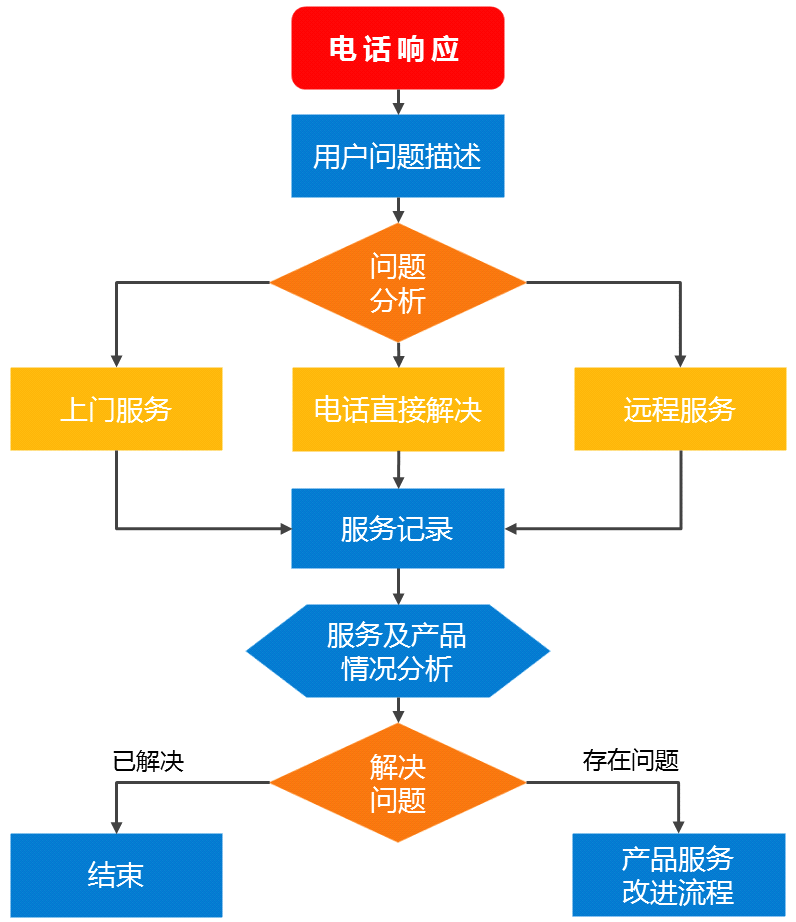 电话响应
用户问题描述
问题
分析
上门服务
电话直接解决
远程服务
服务记录
服务及产品
情况分析
已解决
解决
问题
存在问题
结束
产品服务
改进流程